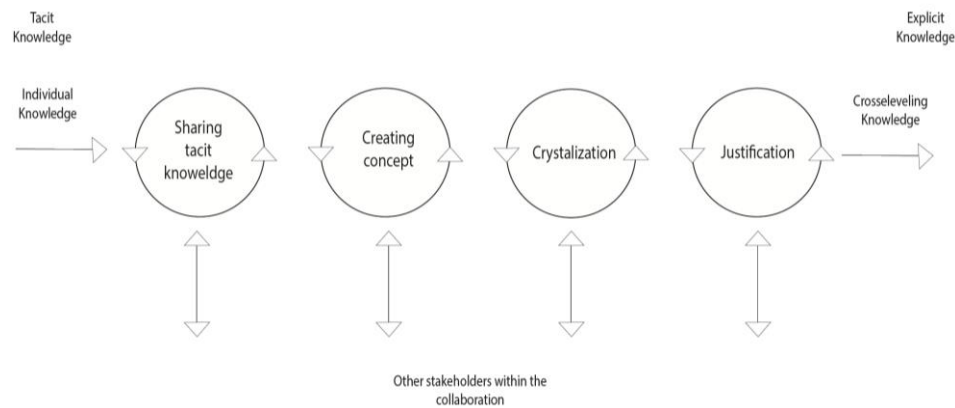 Tacit
Knowledge
Explicit
Knowledge
Individual
Knowledge
Crosseleveling
Knowledge
Sharing
tacit
knoweldge
Creating
concept
Crystalization
Justification
Other stakeholders within the
collaboration